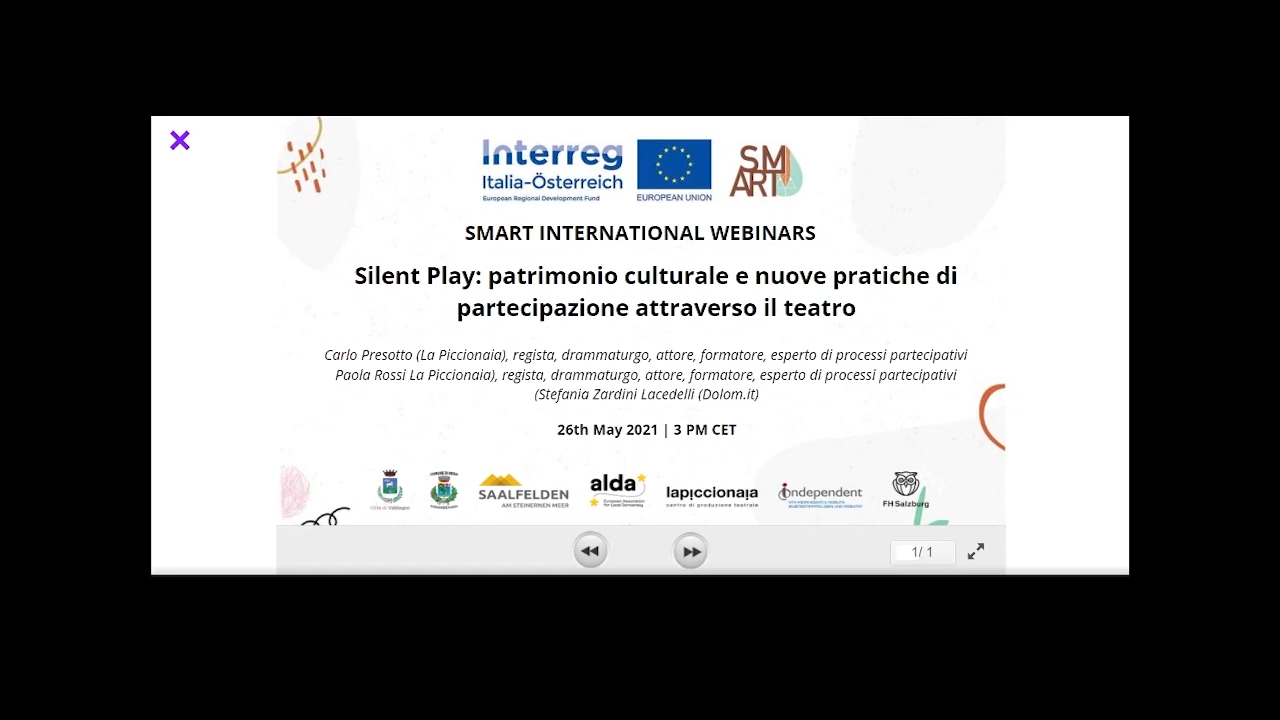 Interreg
Italia-Österreich
European Regional Development Fund
EUROPEAN UNION
SM
ART
SMART INTERNATIONAL WEBINARS
Silent Play: patrimonio culturale e nuove pratiche di
partecipazione attraverso il teatro
Carlo Presotto (La Piccionaia), regista, drammaturgo, attore, formatore, esperto di processi partecipativi
Paola Rossi La Piccionaia), regista, drammaturgo, attore, formatore, esperto di processi partecipativi
(Stefania Zardini Lacedelli (Dolom.it)
26th May 2021 | 3 PM CET
SAALFELDEN
AM STEINERNEN MEER
alda
European Association
for Local Democracy
lapiccionaia
centro di produzione teatrale
independent
FH Salzburg
1/ 1